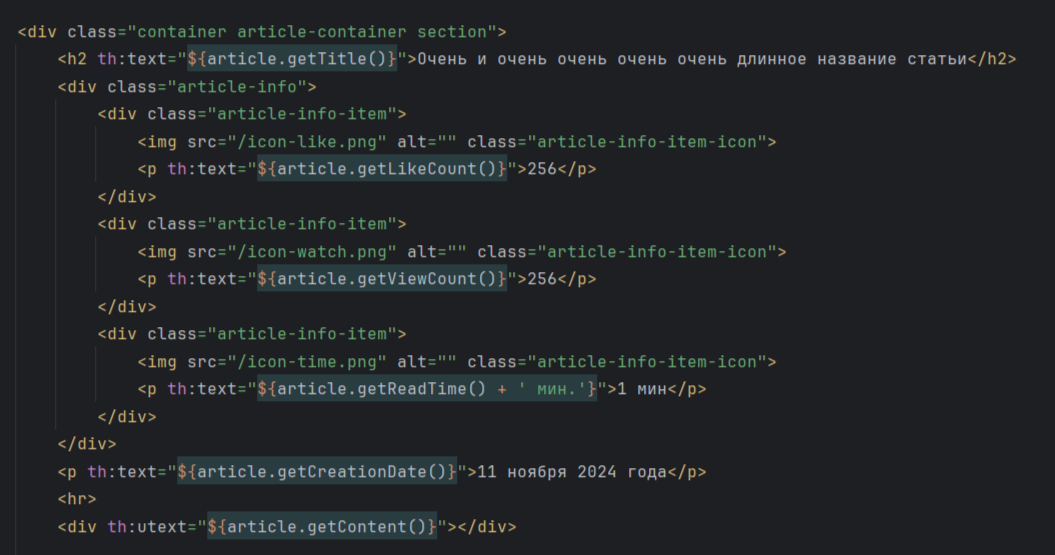 <div class="container article-container section">
<h2 th:text="${article.getTitle()}">Очень и очень очень очень очень длинное название статьи</h2>
<div class="article-info">
<div class="article-info-item">
<img src="/icon-like.png" alt="" class="article-info-item-icon">
<p th:text="${article.getLikeCount()}">256</p>
</div>
<div class="article-info-item">
<img src="/icon-watch.png" alt="" class="article-info-item-icon">
<p th:text="${article.getViewCount()}">256</p>
</div>
<div class="article-info-item">
<img src="/icon-time.png" alt="" class="article-info-item-icon">
<p th:text="${article.getReadTime() + ' мин.'}">1 мин</p>
</div>
</div>
<p th:text="${article.getCreationDate()}">11 ноября 2024 года</p>
<hr>
<div th:utext="${article.getContent()}"></div>